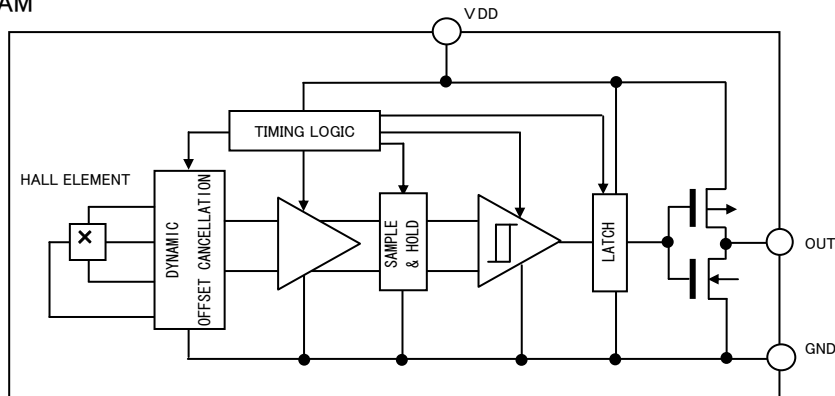 AM
VDD
TIMING LOGIC
HALL ELEMENT
DYNAMIC
OFFSET CANCELLATION
SAMPLE
& HOLD
LATCH
OUT
GND